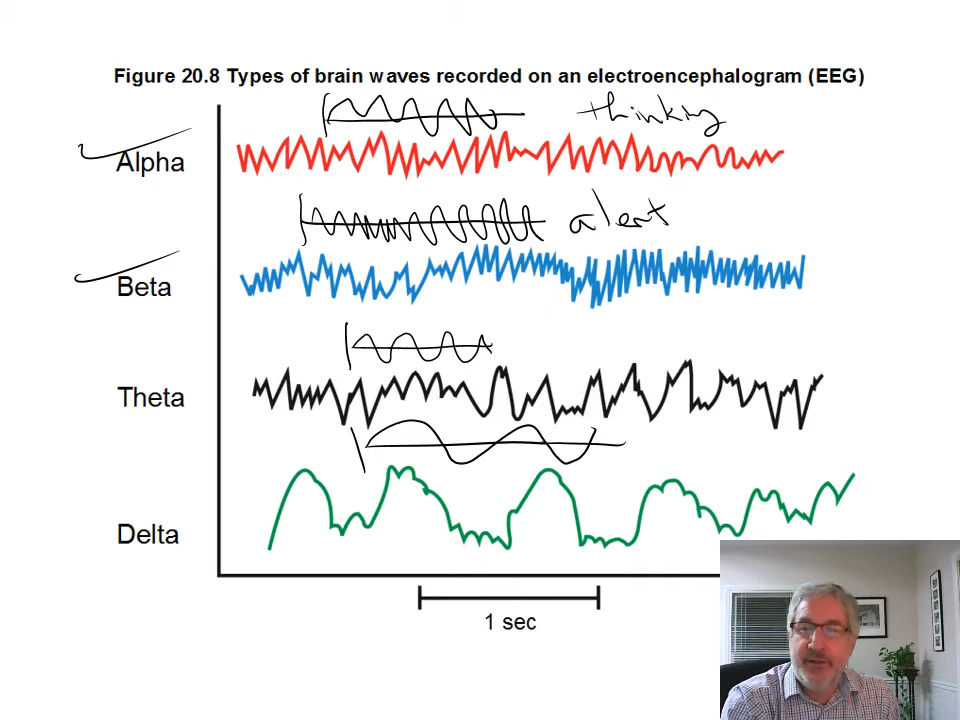 Figure 20.8 Types of brain waves recorded on an electroencephalogram (EEG)
thinking
Alpha
alert
Beta
Theta
Delta
1 sec